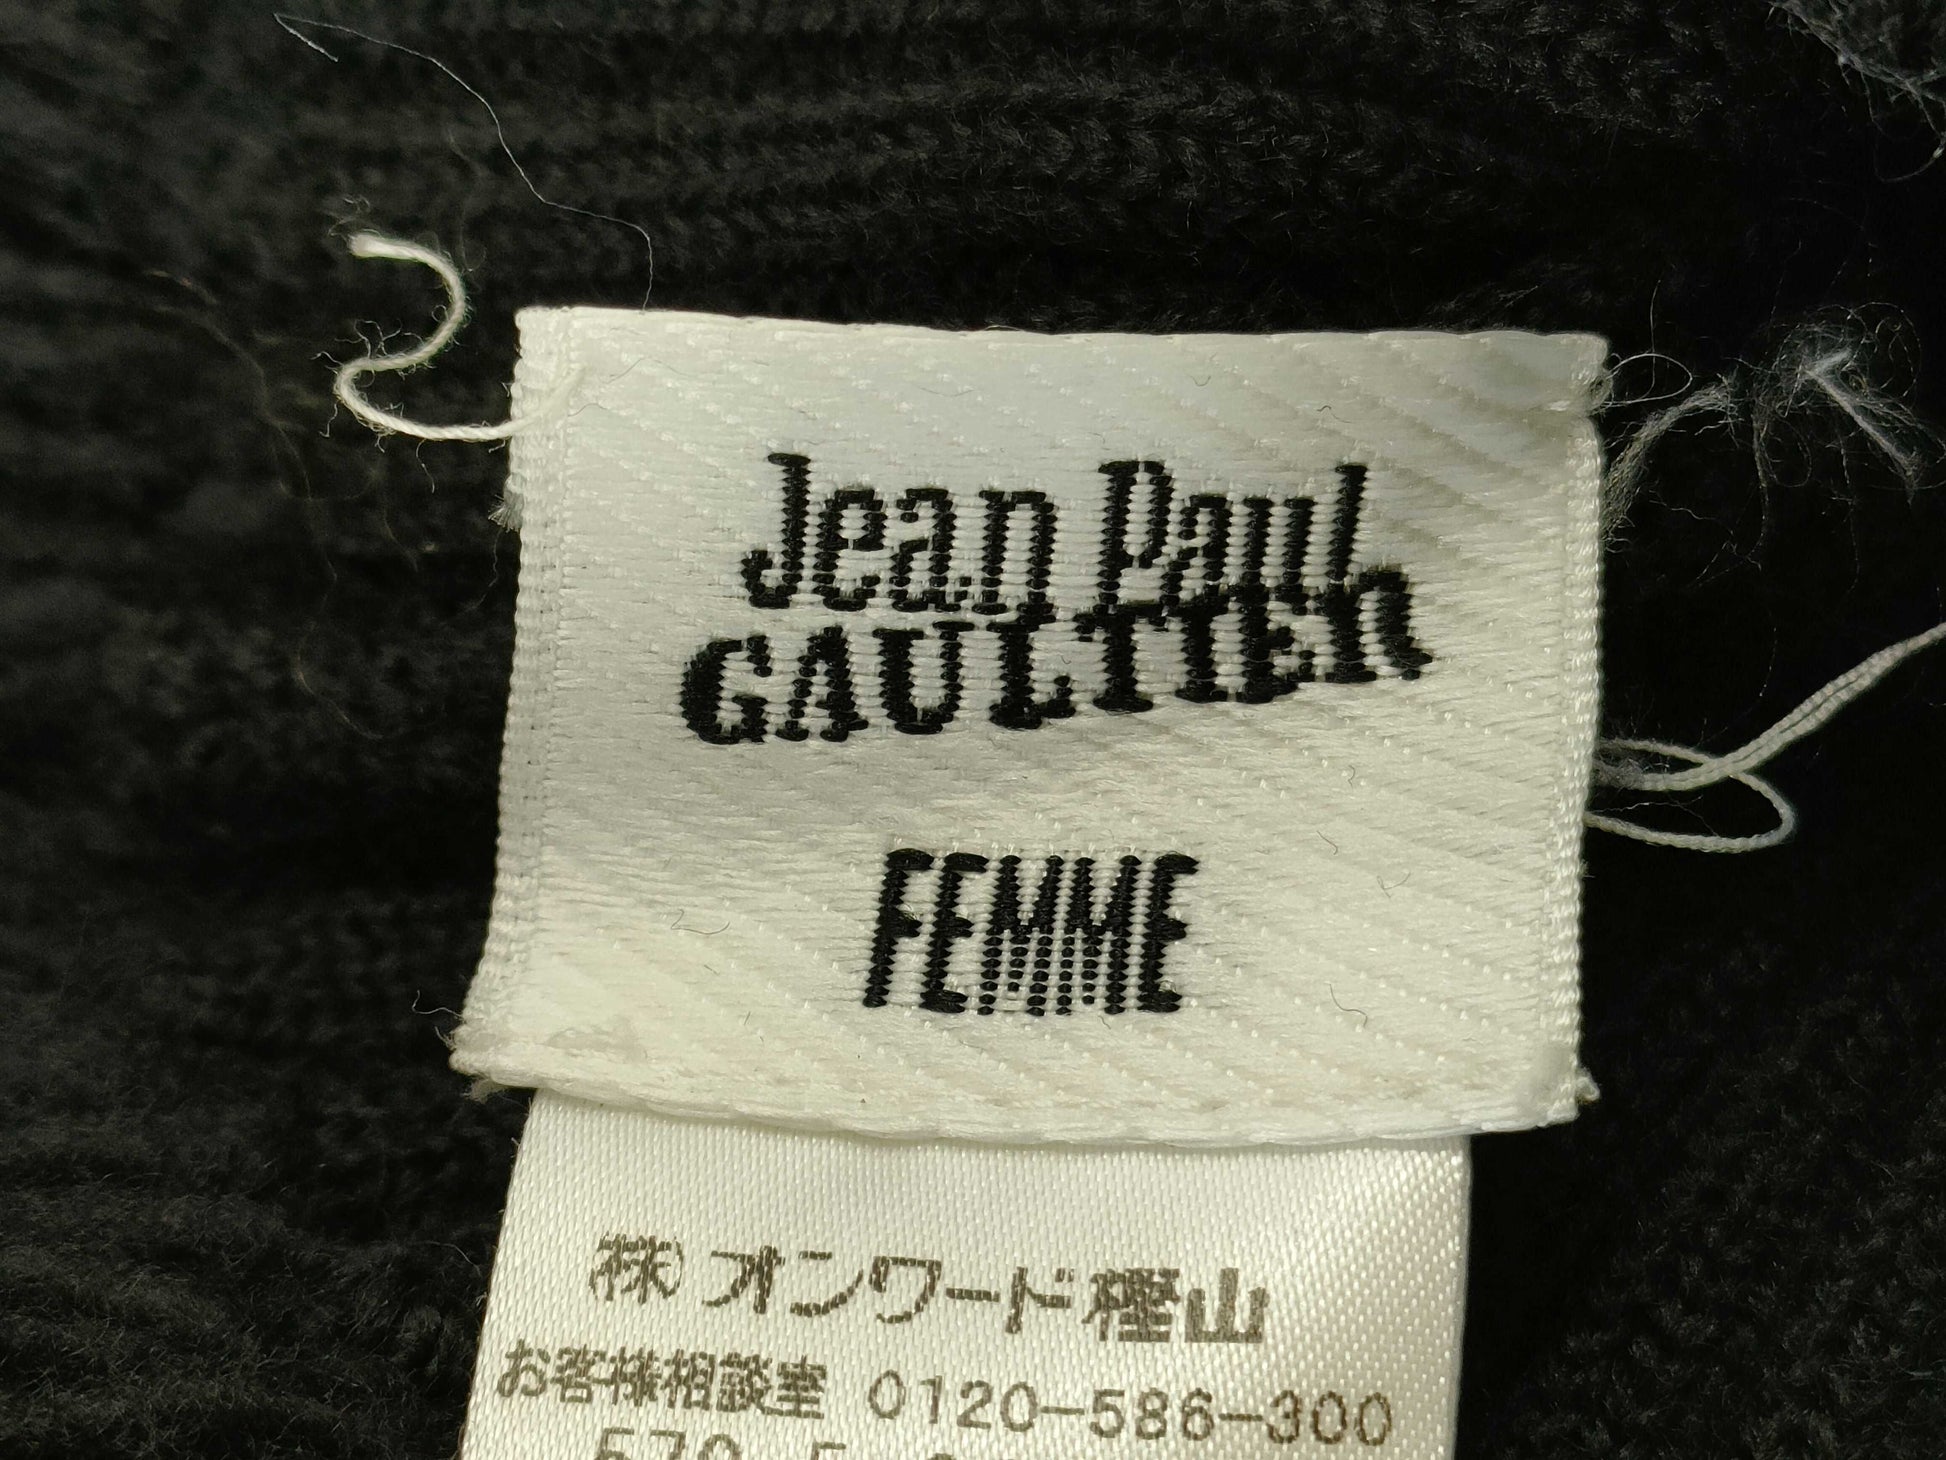 Jean Paul
GAULTIER
FEMME
㈱オンワード樫山
お客様相談室 0120-586-300